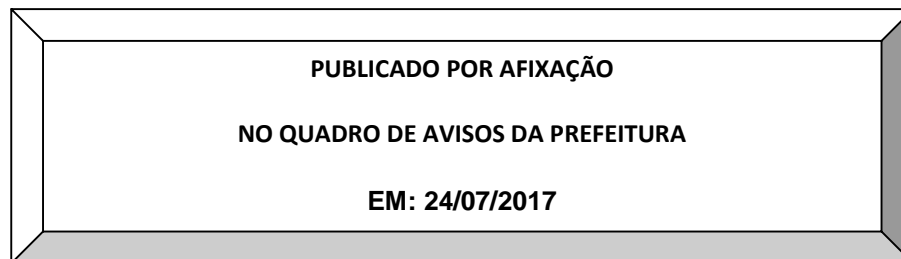 PUBLICADO POR AFIXAÇÃO
NO QUADRO DE AVISOS DA PREFEITURA
EM: 24/07/2017